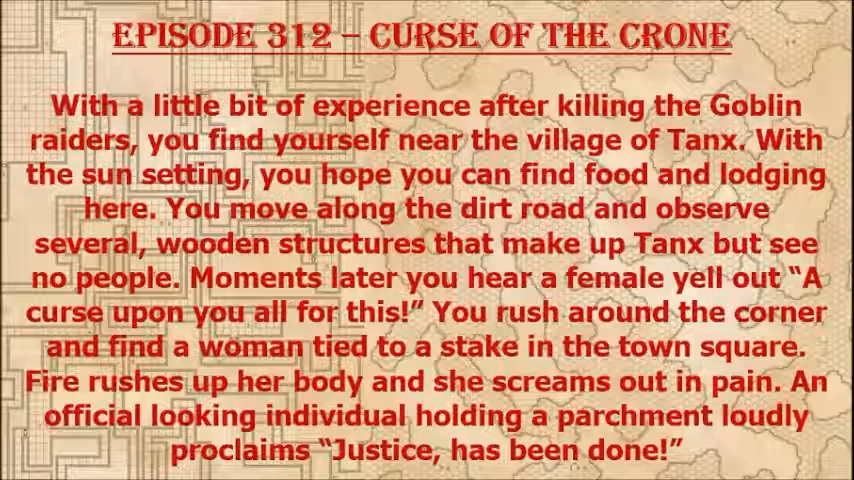 EPISODE 312 – CURSE OF THE CRONE
With a little bit of experience after killing the Goblin
raiders, you find yourself near the village of Tanx. With
the sun setting, you hope you can find food and lodging
here. You move along the dirt road and observe
several, wooden structures that make up Tanx but see
no people. Moments later you hear a female yell out “A
curse upon you all for this!” You rush around the corner
and find a woman tied to a stake in the town square.
Fire rushes up her body and she screams out in pain. An
official looking individual holding a parchment loudly
proclaims “Justice, has been done!”